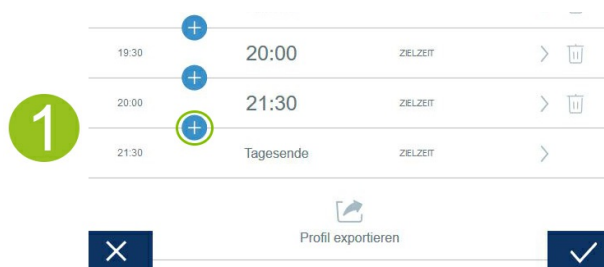 19:30 20:00 ZIELZEIT
20:00 21:30 ZIELZEIT
1
21:30 Tagesende ZIELZEIT
Profil exportieren